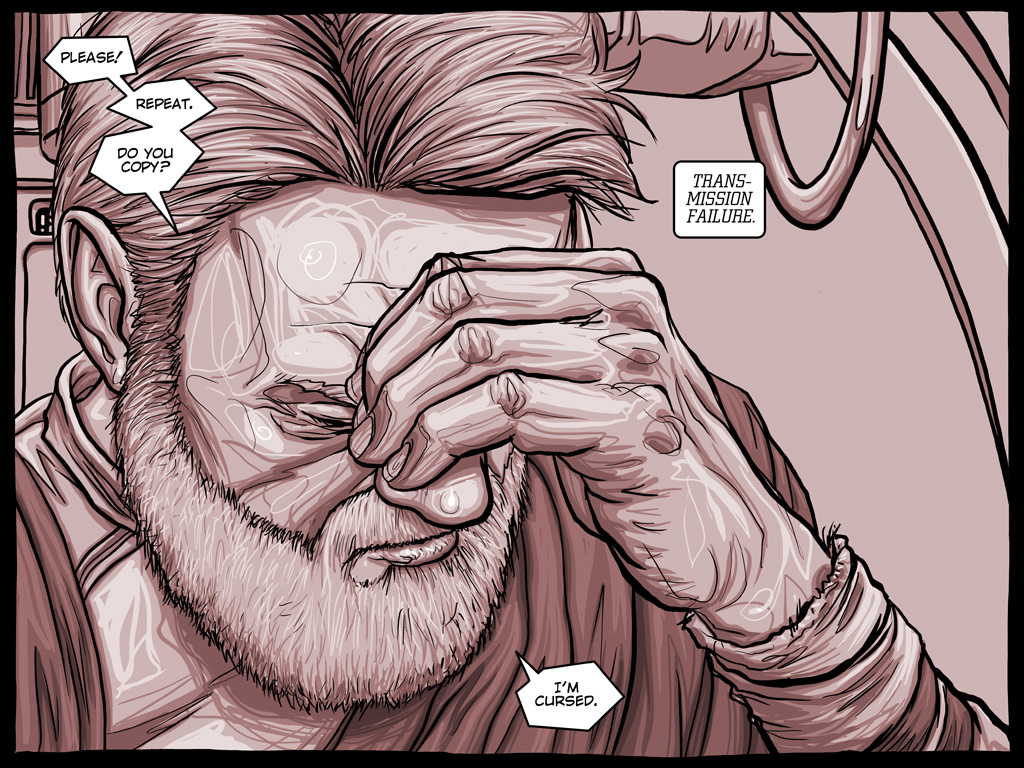 PLEASE!
REPEAT.
DO YOU
COPY?
TRANS-
MISSION
FAILURE.
I'M
CURSED.